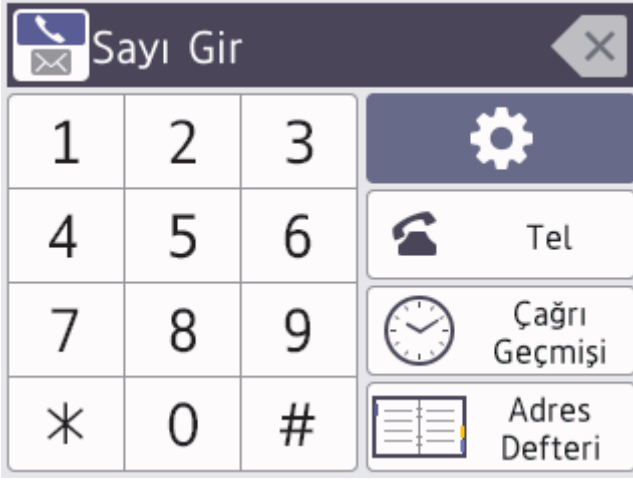 Sayı Gir
1 2 3
4 5 6
7 8 9
* 0 #
Tel
Çağrı
Geçmişi
Adres
Defteri